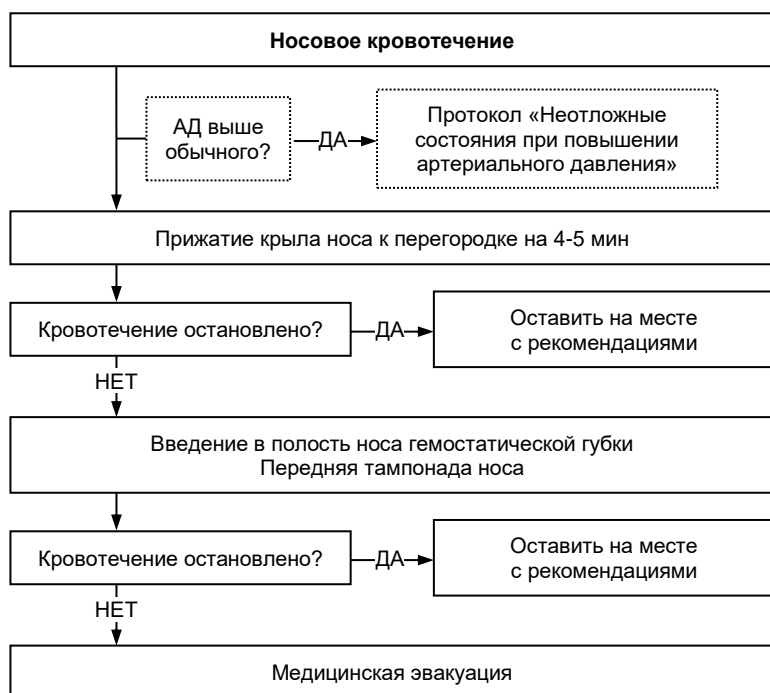 Носовое кровотечение
АД выше
обычного?
ДА
Протокол «Неотложные
состояния при повышении
артериального давления»
Прижатие крыла носа к перегородке на 4-5 мин
Кровотечение остановлено?
ДА
Оставить на месте
с рекомендациями
НЕТ
Введение в полость носа гемостатической губки
Передняя тампонада носа
Кровотечение остановлено?
ДА
Оставить на месте
с рекомендациями
НЕТ
Медицинская эвакуация